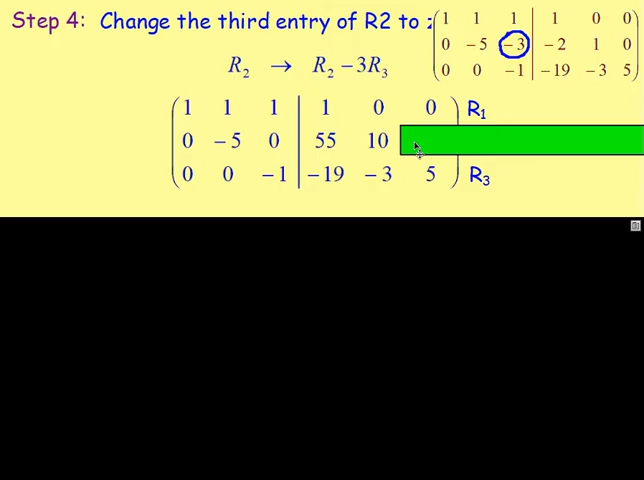 Step 4: Change the third entry of R2 to
1 1 1 1 0 0
0 -5 -3 -2 1 0
0 0 -1 -19 -3 5
R₂ → R₂ - 3R₃
1 1 1 1 0 0 R₁
0 -5 0 55 10
0 0 -1 -19 -3 5 R₃